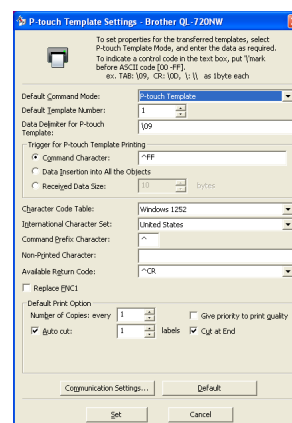 P-touch Template Settings - Brother QL-720NW
To set properties for the transferred templates, select
P-touch Template Mode, and enter the data as required.
To indicate a control code in the text box, put '\'mark
before ASCII code [00 -FF].
ex. TAB: \09, CR: \0D, \: \\ as 1byte each
Default Command Mode: P-touch Template
Default Template Number: 1
Data Delimiter for P-touch
Template: \09
Trigger for P-touch Template Printing
Command Character: ^FF
Data Insertion into All the Objects
Received Data Size: 10 bytes
Character Code Table: Windows 1252
International Character Set: United States
Command Prefix Character: ^
Non-Printed Character:
Available Return Code: ^CR
Replace FNC1
Default Print Option
Number of Copies: every 1 Give priority to print quality
Auto cut: 1 labels Cut at End
Communication Settings... Default
Set Cancel